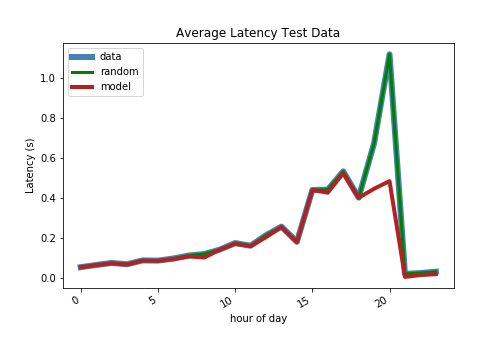 Average Latency Test Data
data
random
model
Latency (s)
1.0
0.8
0.6
0.4
0.2
0.0
0
5
10
15
20
hour of day